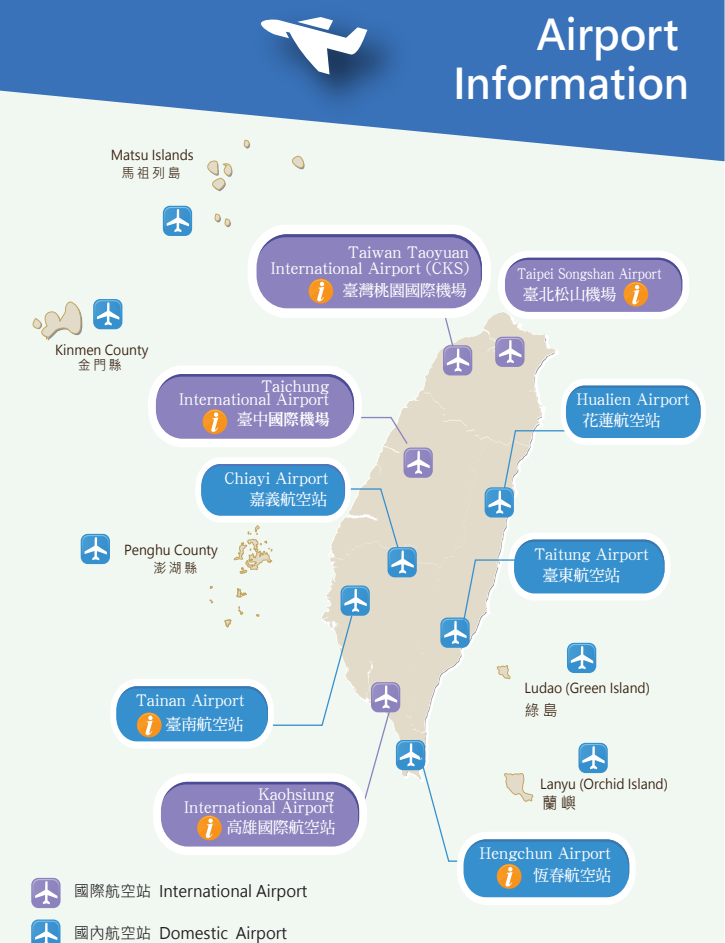 Airport
Information
Matsu Islands
馬祖列島
Taiwan Taoyuan
International Airport (CKS)
i 臺灣桃園國際機場
Taipei Songshan Airport
臺北松山機場 i
Kinmen County
金門縣
Taichung
International Airport
i 臺中國際機場
Hualien Airport
花蓮航空站
Chiayi Airport
嘉義航空站
Penghu County
澎湖縣
Taitung Airport
臺東航空站
Ludao (Green Island)
綠島
Tainan Airport
i 臺南航空站
Lanyu (Orchid Island)
蘭嶼
Kaohsiung
International Airport
i 高雄國際航空站
Hengchun Airport
i 恆春航空站
國際航空站 International Airport
國內航空站 Domestic Airport